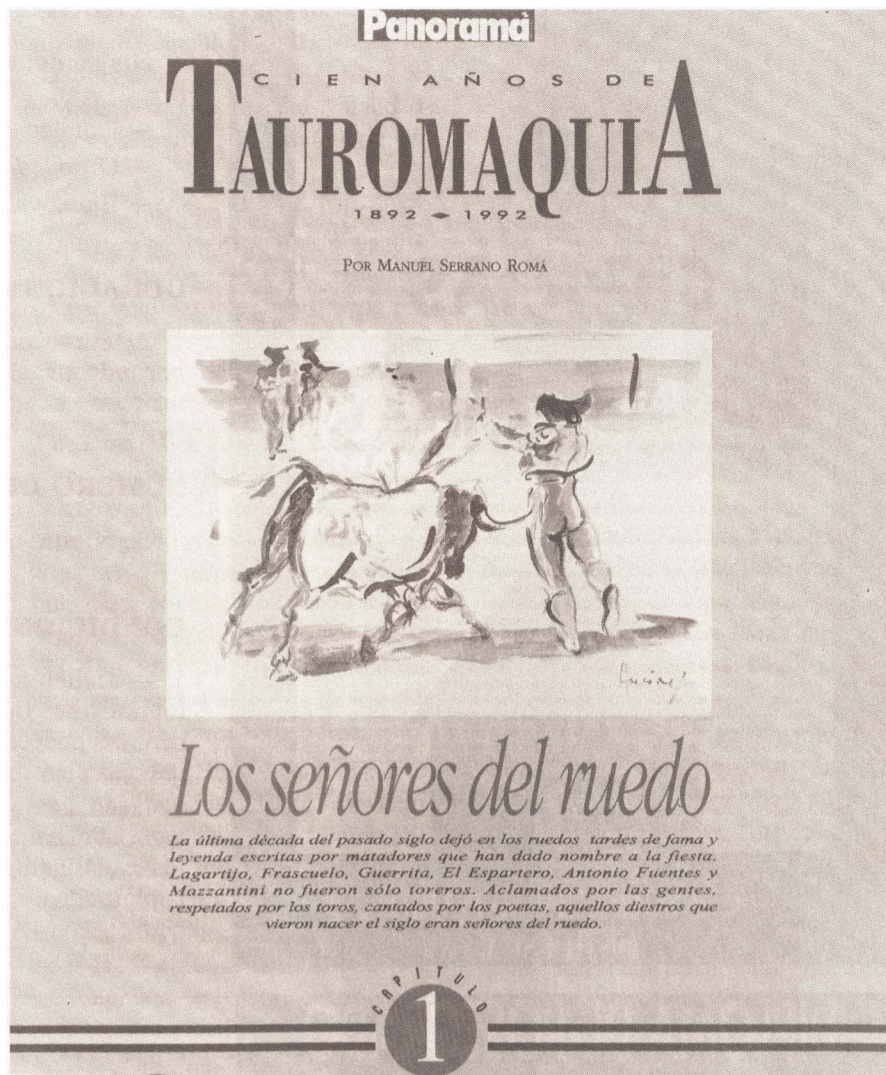 Panorama
CIEN AÑOS DE
TAUROMAQUIA
1892 1992
POR MANUEL SERRANO ROMÁ
Los señores del ruedo
La última década del pasado siglo dejó en los ruedos tardes de fama y
leyenda escritas por matadores que han dado nombre a la fiesta.
Lagartijo, Frascuelo, Guerrita, El Espartero, Antonio Fuentes y
Mazzantini no fueron sólo toreros. Aclamados por las gentes,
respetados por los toros, cantados por los poetas, aquellos diestros que
vieron nacer el siglo eran señores del ruedo.
CAPITULO
1